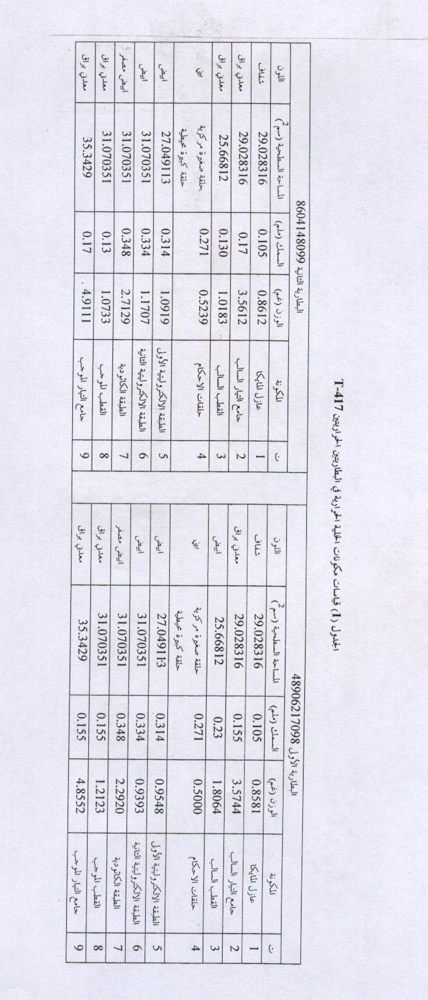 الجدول (1) قياسات مكونات الخلية الحرارية في البطاريتين الحراريتين T-417
البطارية الأولى 48906217098
ت المكونة الوزن (غم) السمك (ملم) المساحة السطحية (سم2) اللون
1 عازل المايكا 0.8581 0.105 29.028316 شفاف
2 جامع التيار السالب 3.5744 0.155 29.028316 معدني براق
3 القطب السالب 1.8064 0.23 25.66812 ابيض
4 حلقات الاحكام 0.5000 0.271 حلقة صغيرة مركزية بني
حلقة كبيرة محيطية
5 الطبقة الالكتروليتية الأولى 0.9548 0.314 27.049113 ابيض
6 الطبقة الالكتروليتية الثانية 0.9393 0.334 31.070351 ابيض
7 الطبقة الكاثودية 2.2920 0.348 31.070351 ابيض مصفر
8 القطب الموجب 1.2123 0.155 31.070351 معدني براق
9 جامع التيار الموجب 4.8552 0.155 35.3429 معدني براق
البطارية الثانية 8604148099
ت المكونة الوزن (غم) السمك (ملم) المساحة السطحية (سم2) اللون
1 عازل المايكا 0.8612 0.105 29.028316 شفاف
2 جامع التيار السالب 3.5612 0.17 29.028316 معدني براق
3 القطب السالب 1.0183 0.130 25.66812 معدني براق
4 حلقات الاحكام 0.5239 0.271 حلقة صغيرة مركزية بني
حلقة كبيرة محيطية
5 الطبقة الالكتروليتية الأولى 1.0919 0.314 27.049113 ابيض
6 الطبقة الالكتروليتية الثانية 1.1707 0.334 31.070351 ابيض
7 الطبقة الكاثودية 2.7129 0.348 31.070351 ابيض مصفر
8 القطب الموجب 1.0733 0.13 31.070351 معدني براق
9 جامع التيار الموجب 4.9111 0.17 35.3429 معدني براق